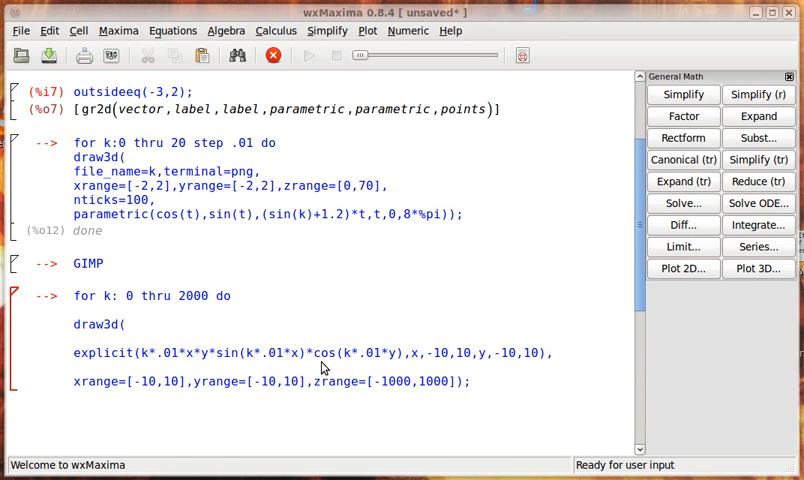 wxMaxima 0.8.4 [ unsaved* ]
File Edit Cell Maxima Equations Algebra Calculus Simplify Plot Numeric Help
(%i7) outsideeq(-3,2);
(%o7) [gr2d(vector,label,label,parametric,parametric,points)]
--> for k:0 thru 20 step .01 do
draw3d(
file_name=k,terminal=png,
xrange=[-2,2],yrange=[-2,2],zrange=[0,70],
nticks=100,
parametric(cos(t),sin(t),(sin(k)+1.2)*t,t,0,8*%pi));
(%o12) done
--> GIMP
--> for k: 0 thru 2000 do
draw3d(
explicit(k*.01*x*y*sin(k*.01*x)*cos(k*.01*y),x,-10,10,y,-10,10),
xrange=[-10,10],yrange=[-10,10],zrange=[-1000,1000]);
General Math
Simplify Simplify (r)
Factor Expand
Rectform Subst...
Canonical (tr) Simplify (tr)
Expand (tr) Reduce (tr)
Solve... Solve ODE...
Diff... Integrate...
Limit... Series...
Plot 2D... Plot 3D...
Welcome to wxMaxima Ready for user input